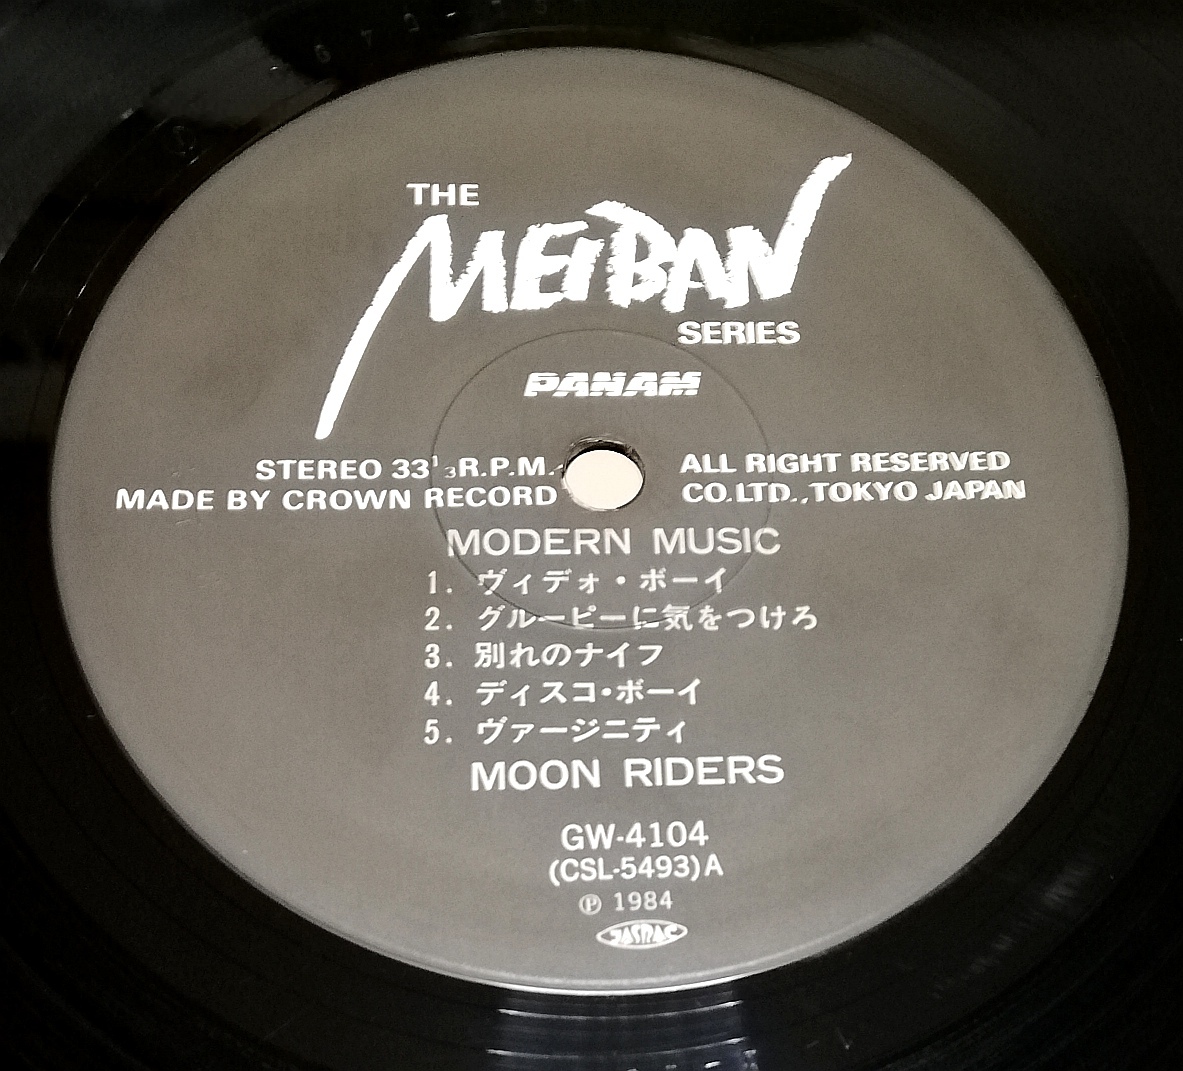 THE
MEIBAN
SERIES
PANAM
STEREO 33 1/3 R.P.M. ALL RIGHT RESERVED
MADE BY CROWN RECORD CO.LTD.,TOKYO JAPAN
MODERN MUSIC
1. ヴィデォ・ボーイ
2. グルーピーに気をつけろ
3. 別れのナイフ
4. ディスコ・ボーイ
5. ヴァージニティ
MOON RIDERS
GW-4104
(CSL-5493)A
Ⓟ 1984
JASRAC